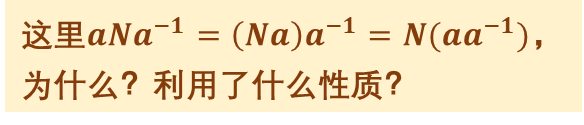 这里aNa⁻¹ = (Na)a⁻¹ = N(aa⁻¹)，
为什么？利用了什么性质？